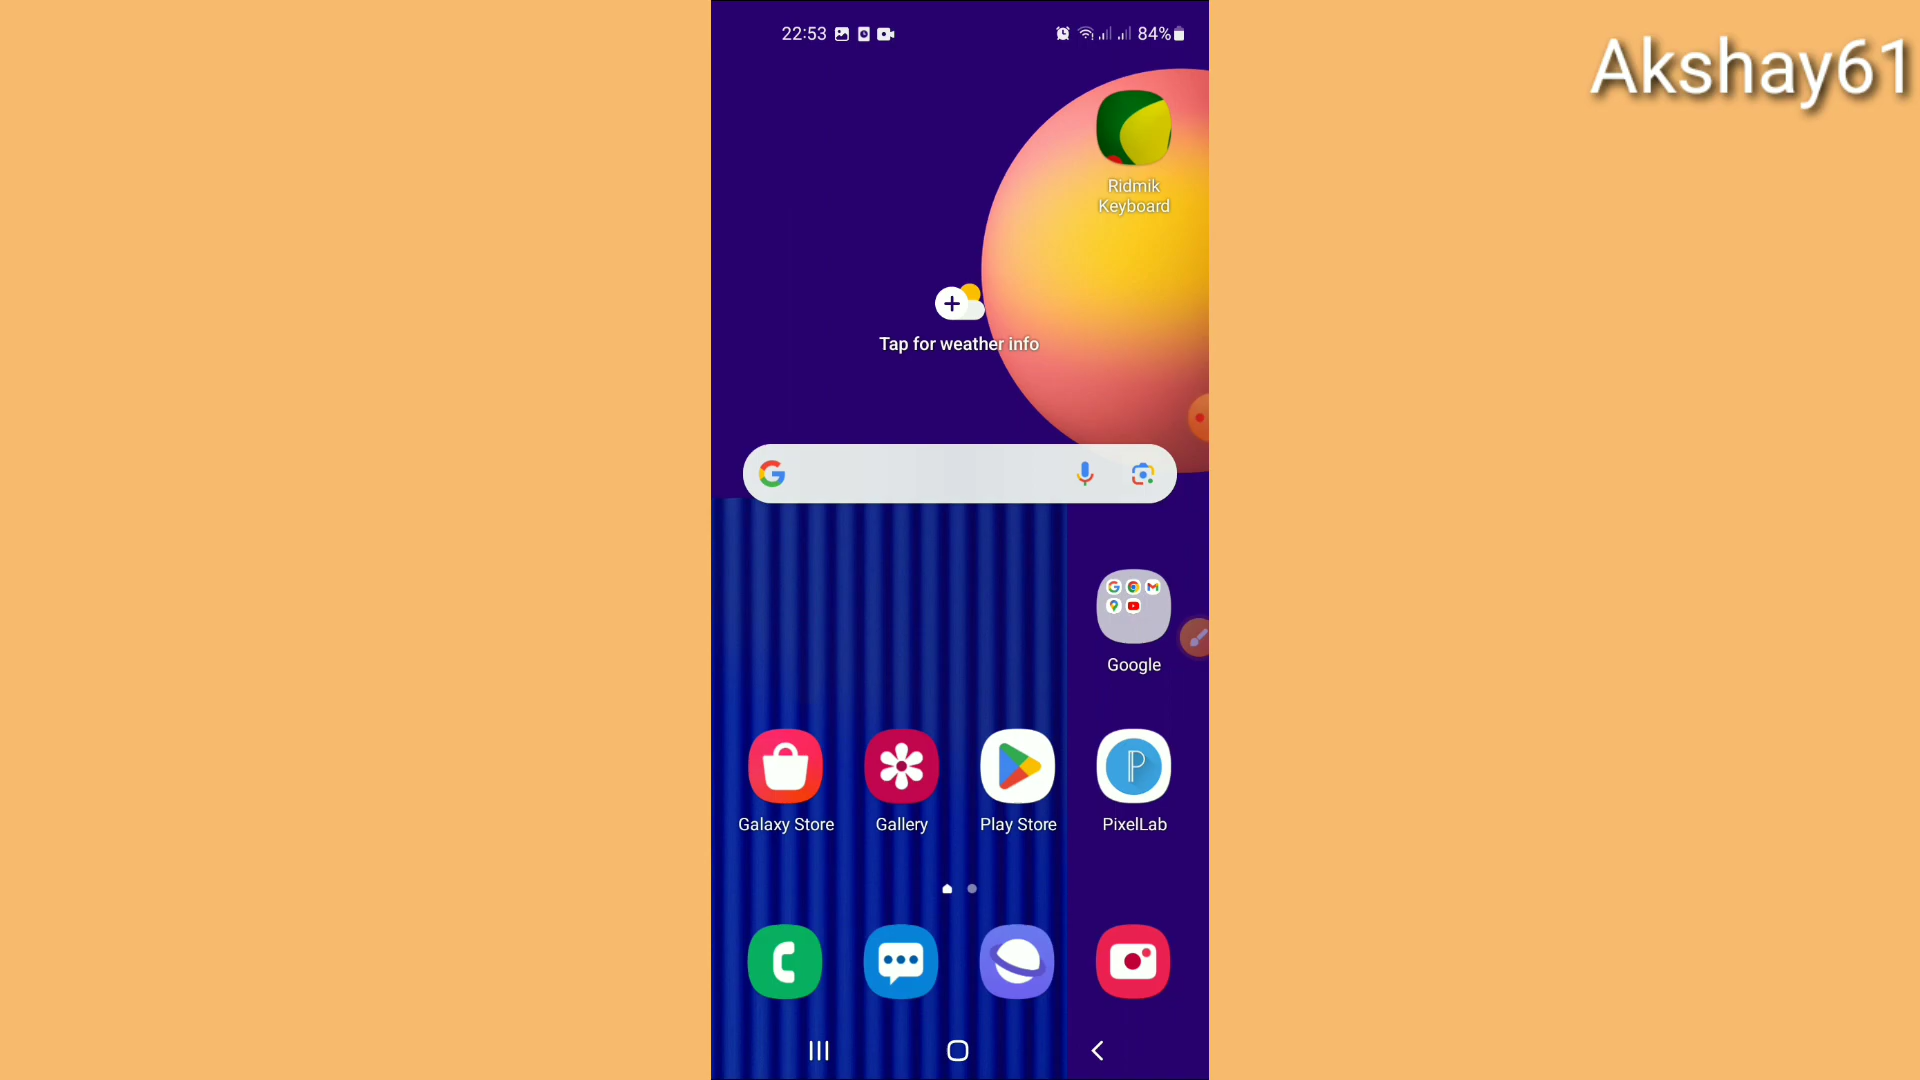 22:53
84%
Akshay61
Ridmik
Keyboard
Tap for weather info
Google
Galaxy Store
Gallery
Play Store
PixelLab